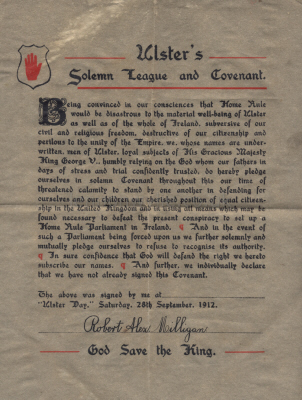 Ulster's
Solemn League and Covenant.
Being convinced in our consciences that Home Rule
would be disastrous to the material well-being of Ulster
as well as of the whole of Ireland, subversive of our
civil and religious freedom, destructive of our citizenship and
perilous to the unity of the Empire, we, whose names are under-
written, men of Ulster, loyal subjects of His Gracious Majesty
King George V., humbly relying on the God whom our fathers in
days of stress and trial confidently trusted, do hereby pledge
ourselves in solemn Covenant throughout this our time of
threatened calamity to stand by one another in defending for
ourselves and our children our cherished position of equal citizen-
ship in the United Kingdom and in using all means which may be
found necessary to defeat the present conspiracy to set up a
Home Rule Parliament in Ireland. ¶ And in the event of
such a Parliament being forced upon us we further solemnly and
mutually pledge ourselves to refuse to recognise its authority.
¶ In sure confidence that God will defend the right we hereto
subscribe our names. ¶ And further, we individually declare
that we have not already signed this Covenant.
The above was signed by me at
"Ulster Day," Saturday, 28th September, 1912.
Robert Alex Milligan
God Save the King.